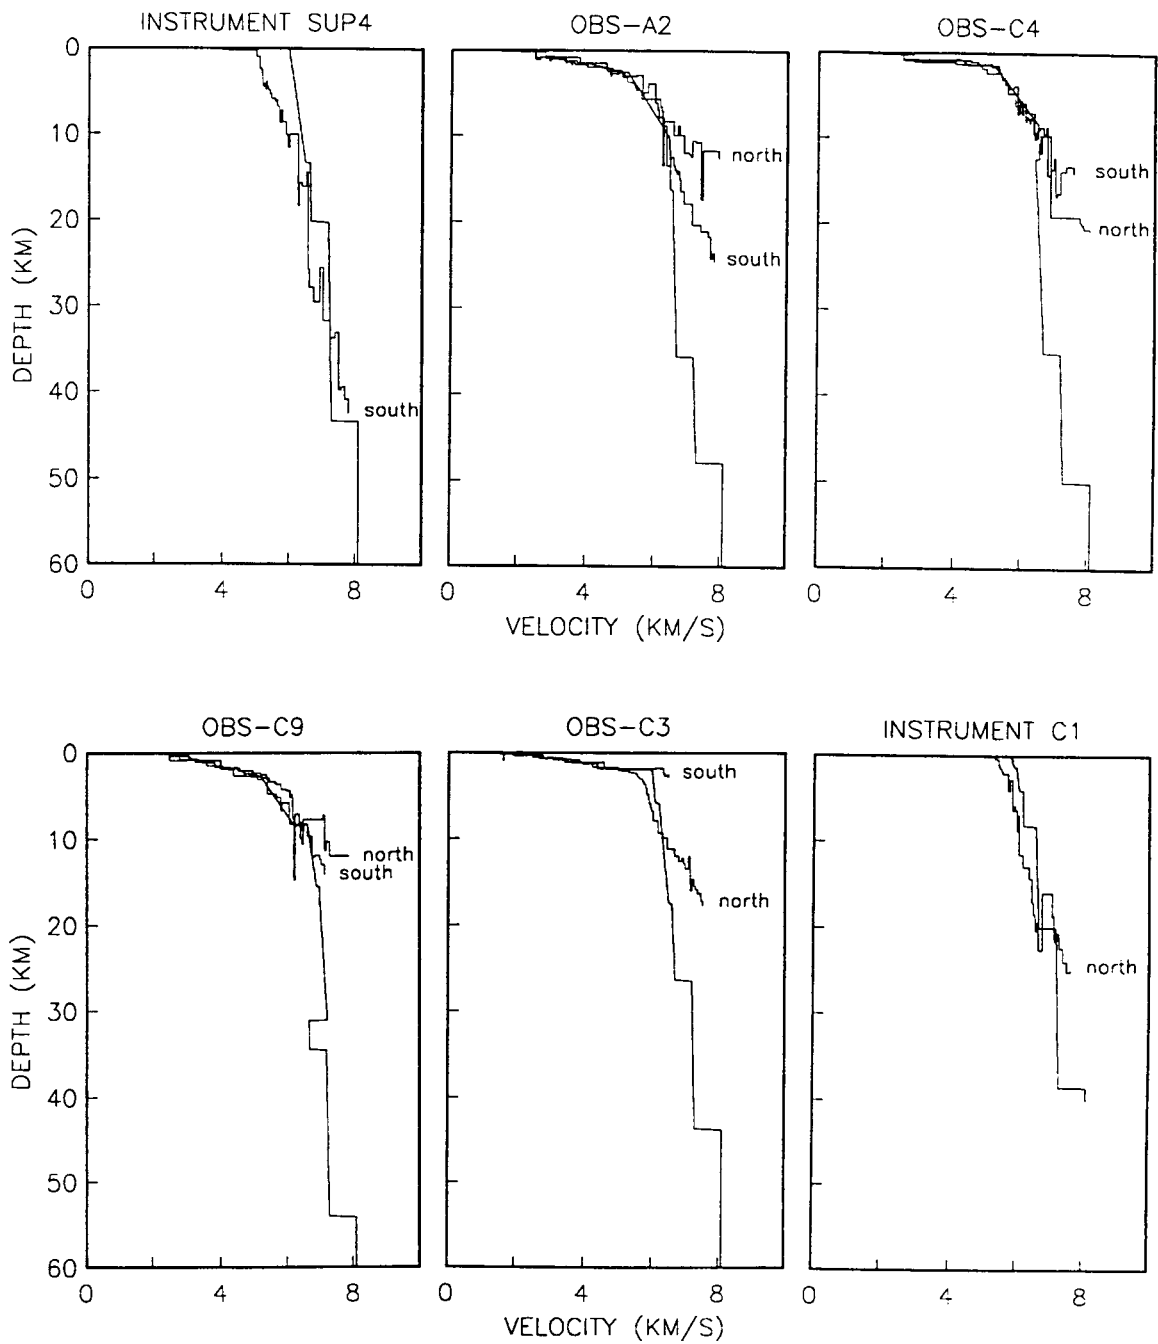 INSTRUMENT SUP4
OBS-A2
OBS-C4
0
10
20
30
40
50
60
DEPTH (KM)
south
north
south
south
north
0 4 8
0 4 8
0 4 8
VELOCITY (KM/S)
OBS-C9
OBS-C3
INSTRUMENT C1
0
10
20
30
40
50
60
DEPTH (KM)
north
south
south
north
north
0 4 8
0 4 8
0 4 8
VELOCITY (KM/S)